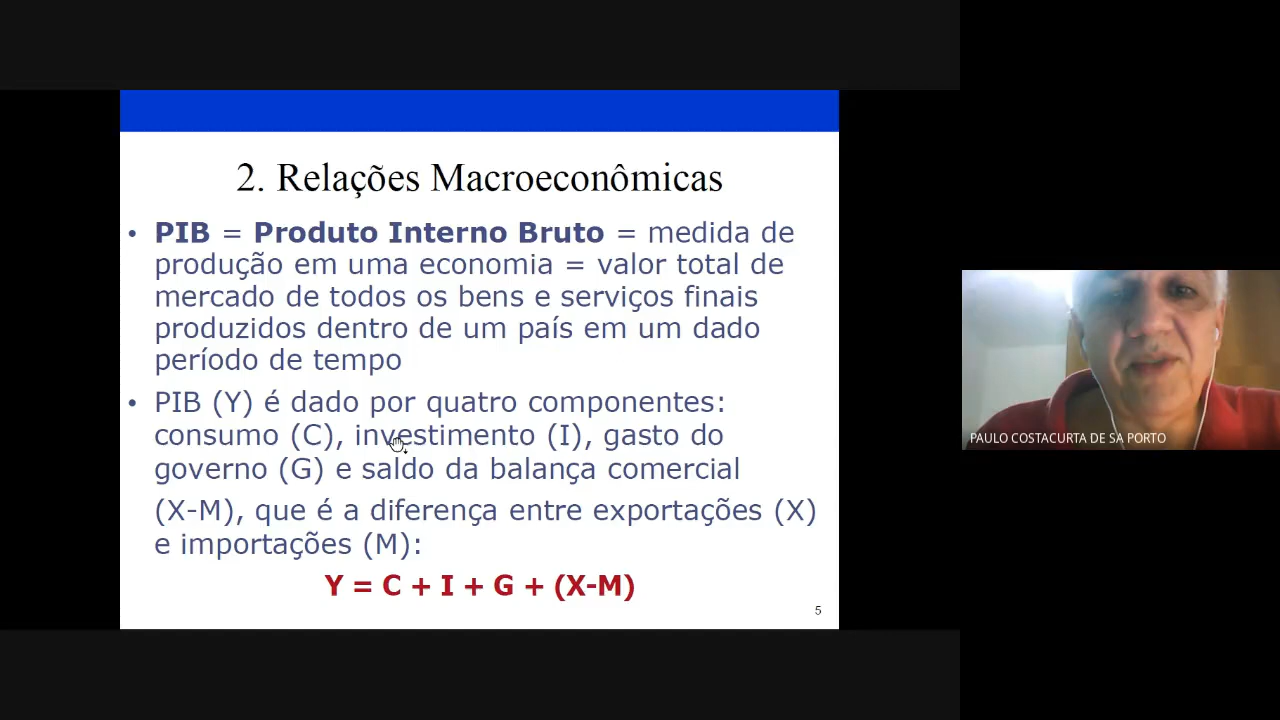 2. Relações Macroeconômicas
• PIB = Produto Interno Bruto = medida de
produção em uma economia = valor total de
mercado de todos os bens e serviços finais
produzidos dentro de um país em um dado
período de tempo
• PIB (Y) é dado por quatro componentes:
consumo (C), investimento (I), gasto do
governo (G) e saldo da balança comercial
(X-M), que é a diferença entre exportações (X)
e importações (M):
Y = C + I + G + (X-M)
5
PAULO COSTACURTA DE SA PORTO